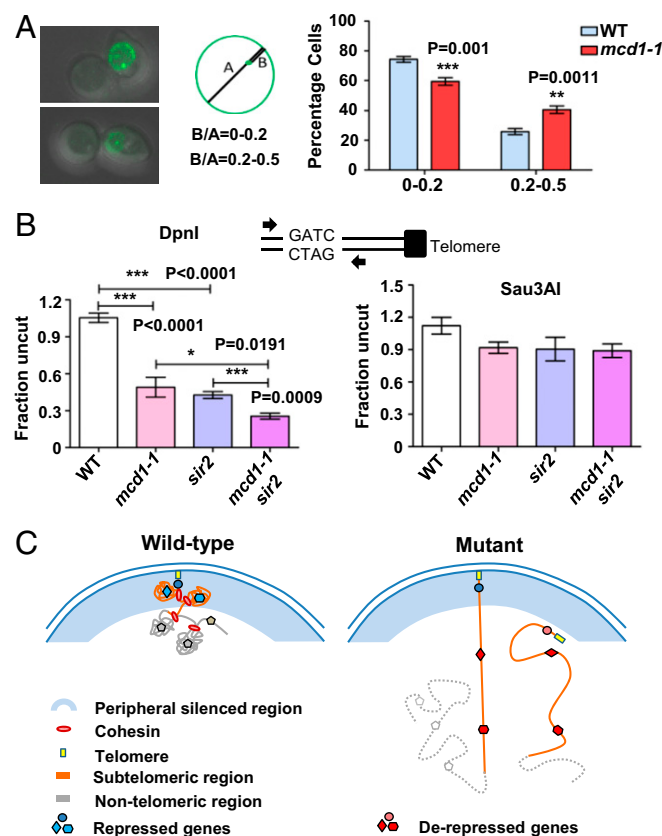 A
A
B
B/A=0-0.2
B/A=0.2-0.5
Percentage Cells
100
80
60
40
20
0
WT
mcd1-1
P=0.001
***
P=0.0011
**
0-0.2
0.2-0.5
B
DpnI
GATC
CTAG
Telomere
Fraction uncut
1.2
0.9
0.6
0.3
0
***
P<0.0001
***
P<0.0001
*
P=0.0191
***
P=0.0009
WT
mcd1-1
sir2
mcd1-1
sir2
Sau3AI
Fraction uncut
1.5
1.2
0.9
1.3
0
WT
mcd1-1
sir2
mcd1-1
sir2
C
Wild-type
Mutant
Peripheral silenced region
Cohesin
Telomere
Subtelomeric region
Non-telomeric region
Repressed genes
De-repressed genes